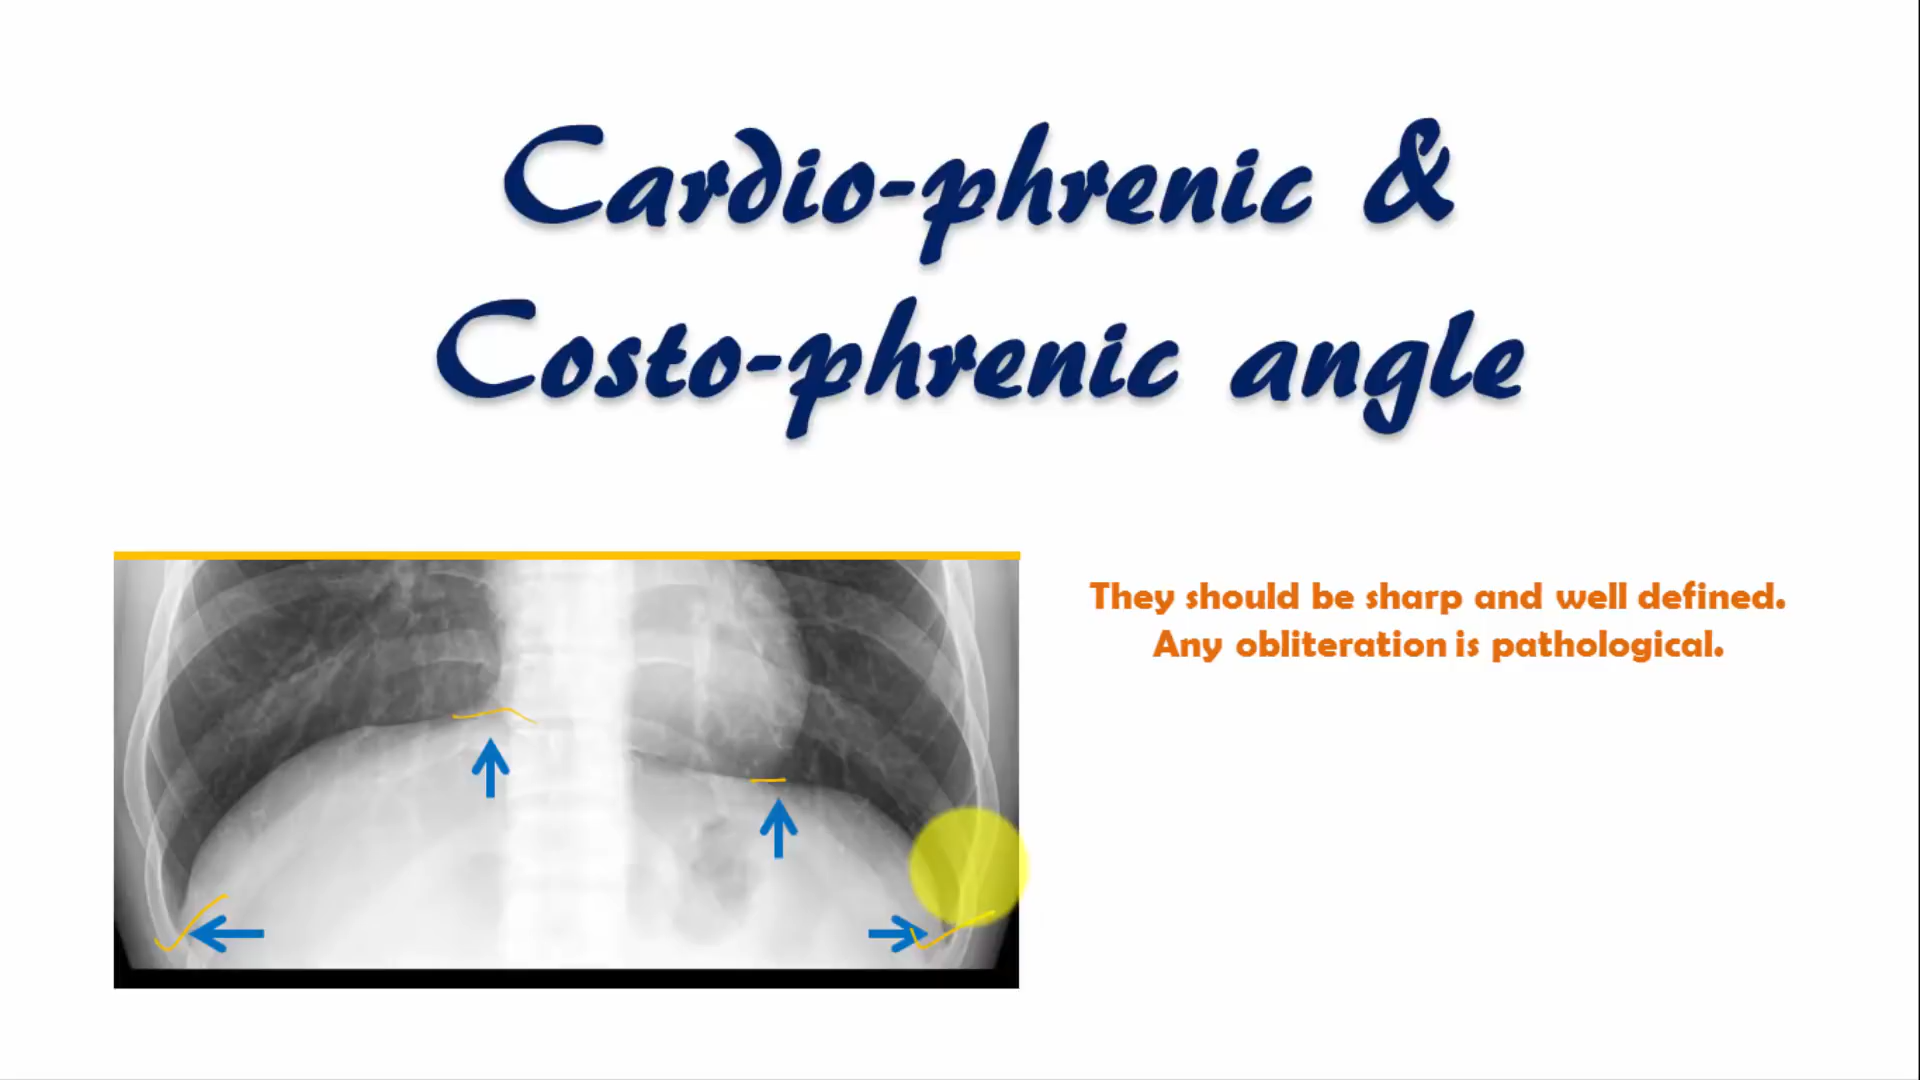 Cardio-phrenic &
Costo-phrenic angle
They should be sharp and well defined.
Any obliteration is pathological.